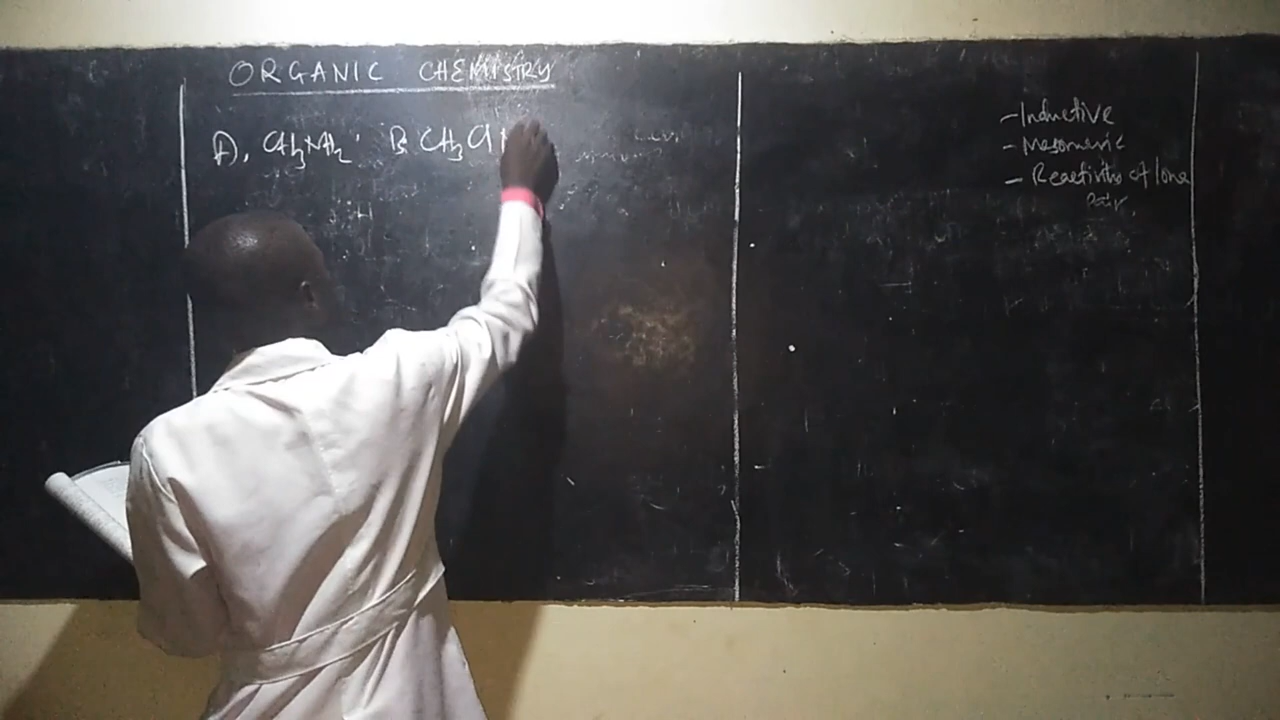 ORGANIC CHEMISTRY
A). CH3NH2. B. CH3Cl
- Inductive
- Mesomeric
- Reactivity of lone
Pair.